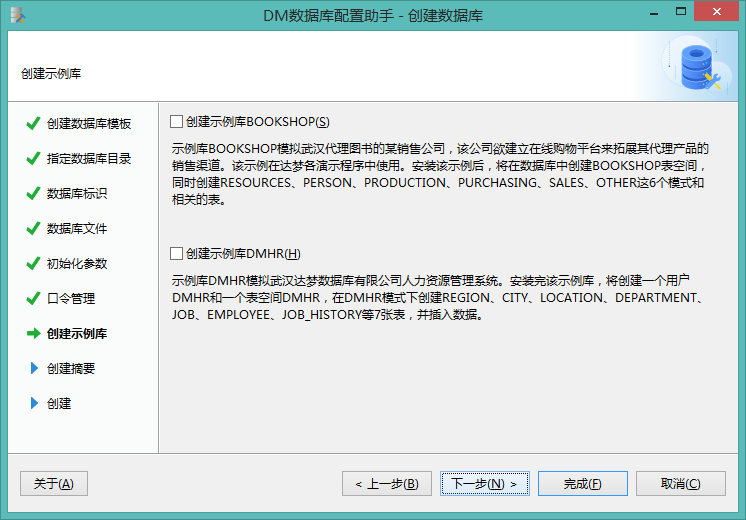 DM数据库配置助手 - 创建数据库
创建示例库
创建数据库模板
指定数据库目录
数据库标识
数据库文件
初始化参数
口令管理
创建示例库
创建摘要
创建
创建示例库BOOKSHOP(S)
示例库BOOKSHOP模拟武汉代理图书的某销售公司，该公司欲建立在线购物平台来拓展其代理产品的
销售渠道。该示例在达梦各演示程序中使用。安装该示例后，将在数据库中创建BOOKSHOP表空间，
同时创建RESOURCES、PERSON、PRODUCTION、PURCHASING、SALES、OTHER这6个模式和
相关的表。
创建示例库DMHR(H)
示例库DMHR模拟武汉达梦数据库有限公司人力资源管理系统。安装完该示例库，将创建一个用户
DMHR和一个表空间DMHR，在DMHR模式下创建REGION、CITY、LOCATION、DEPARTMENT、
JOB、EMPLOYEE、JOB_HISTORY等7张表，并插入数据。
关于(A)
< 上一步(B)
下一步(N) >
完成(F)
取消(C)